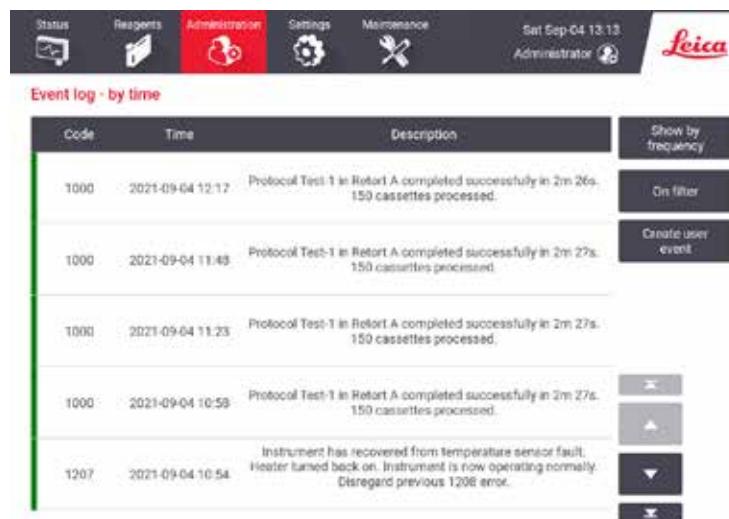 Status
Reagents
Administration
Settings
Maintenance
Sat Sep-04 13:13
Administrator
Leica
Event log - by time
Code Time Description
Show by
frequency
1000 2021-09-04 12:17 Protocol Test-1 in Retort A completed successfully in 2m 26s.
150 cassettes processed.
On filter
Create user
event
1000 2021-09-04 11:48 Protocol Test-1 in Retort A completed successfully in 2m 27s.
150 cassettes processed.
1000 2021-09-04 11:23 Protocol Test-1 in Retort A completed successfully in 2m 27s.
150 cassettes processed.
1000 2021-09-04 10:58 Protocol Test-1 in Retort A completed successfully in 2m 27s.
150 cassettes processed.
1207 2021-09-04 10:54 Instrument has recovered from temperature sensor fault.
Heater turned back on. Instrument is now operating normally.
Disregard previous 1208 error.